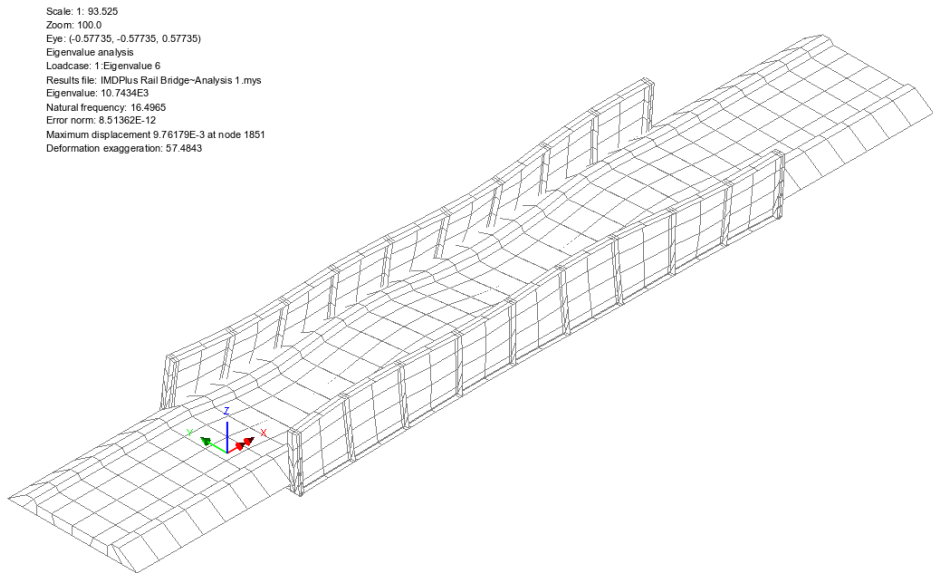 Scale: 1: 93.525
Zoom: 100.0
Eye: (-0.57735, -0.57735, 0.57735)
Eigenvalue analysis
Loadcase: 1:Eigenvalue 6
Results file: IMDPlus Rail Bridge~Analysis 1.mys
Eigenvalue: 10.7434E3
Natural frequency: 16.4965
Error norm: 8.51362E-12
Maximum displacement 9.76179E-3 at node 1851
Deformation exaggeration: 57.4843
Z
Y
X